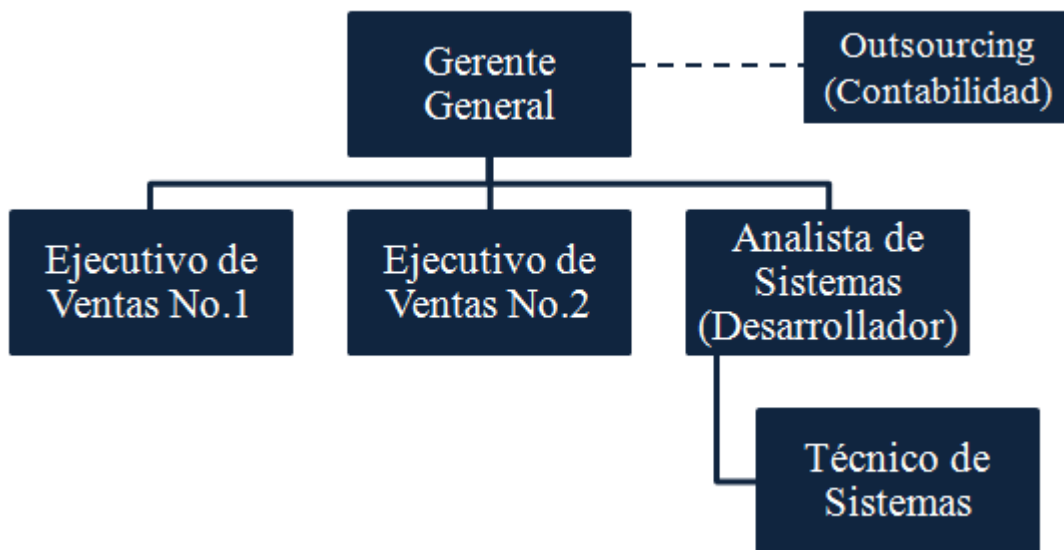 Gerente
General
Outsourcing
(Contabilidad)
Ejecutivo de
Ventas No.1
Ejecutivo de
Ventas No.2
Analista de
Sistemas
(Desarrollador)
Técnico de
Sistemas